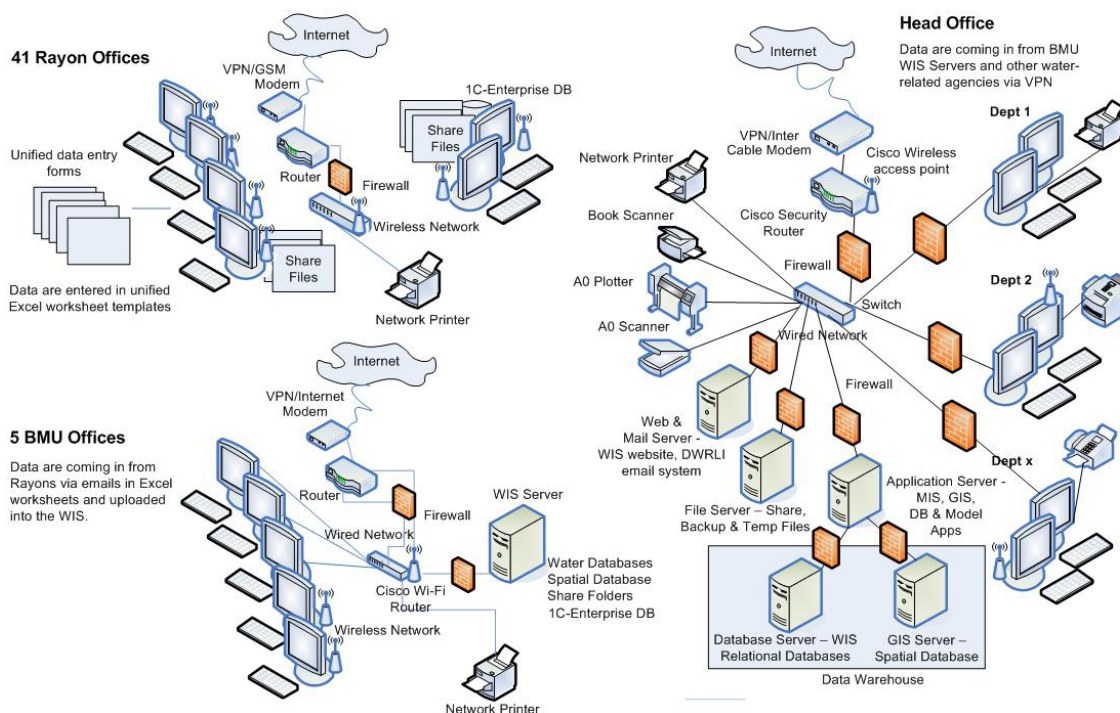 41 Rayon Offices
Internet
VPN/GSM
Modem
1C-Enterprise DB
Share
Files
Unified data entry
forms
Router
Firewall
Wireless Network
Share
Files
Data are entered in unified
Excel worksheet templates
Network Printer
5 BMU Offices
Data are coming in from
Rayons via emails in Excel
worksheets and uploaded
into the WIS.
Internet
VPN/Internet
Modem
Router
Firewall
WIS Server
Wired Network
Cisco Wi-Fi
Router
Water Databases
Spatial Database
Share Folders
1C-Enterprise DB
Wireless Network
Network Printer
Head Office
Data are coming in from BMU
WIS Servers and other water-
related agencies via VPN
Internet
Dept 1
VPN/Inter
Cable Modem
Cisco Wireless
access point
Network Printer
Book Scanner
Cisco Security
Router
Firewall
A0 Plotter
Switch
Dept 2
A0 Scanner
Wired Network
Firewall
Web &
Mail Server -
WIS website, DWRLI
email system
Dept x
File Server – Share,
Backup & Temp Files
Application Server -
MIS, GIS,
DB & Model
Apps
Database Server – WIS
Relational Databases
GIS Server –
Spatial Database
Data Warehouse